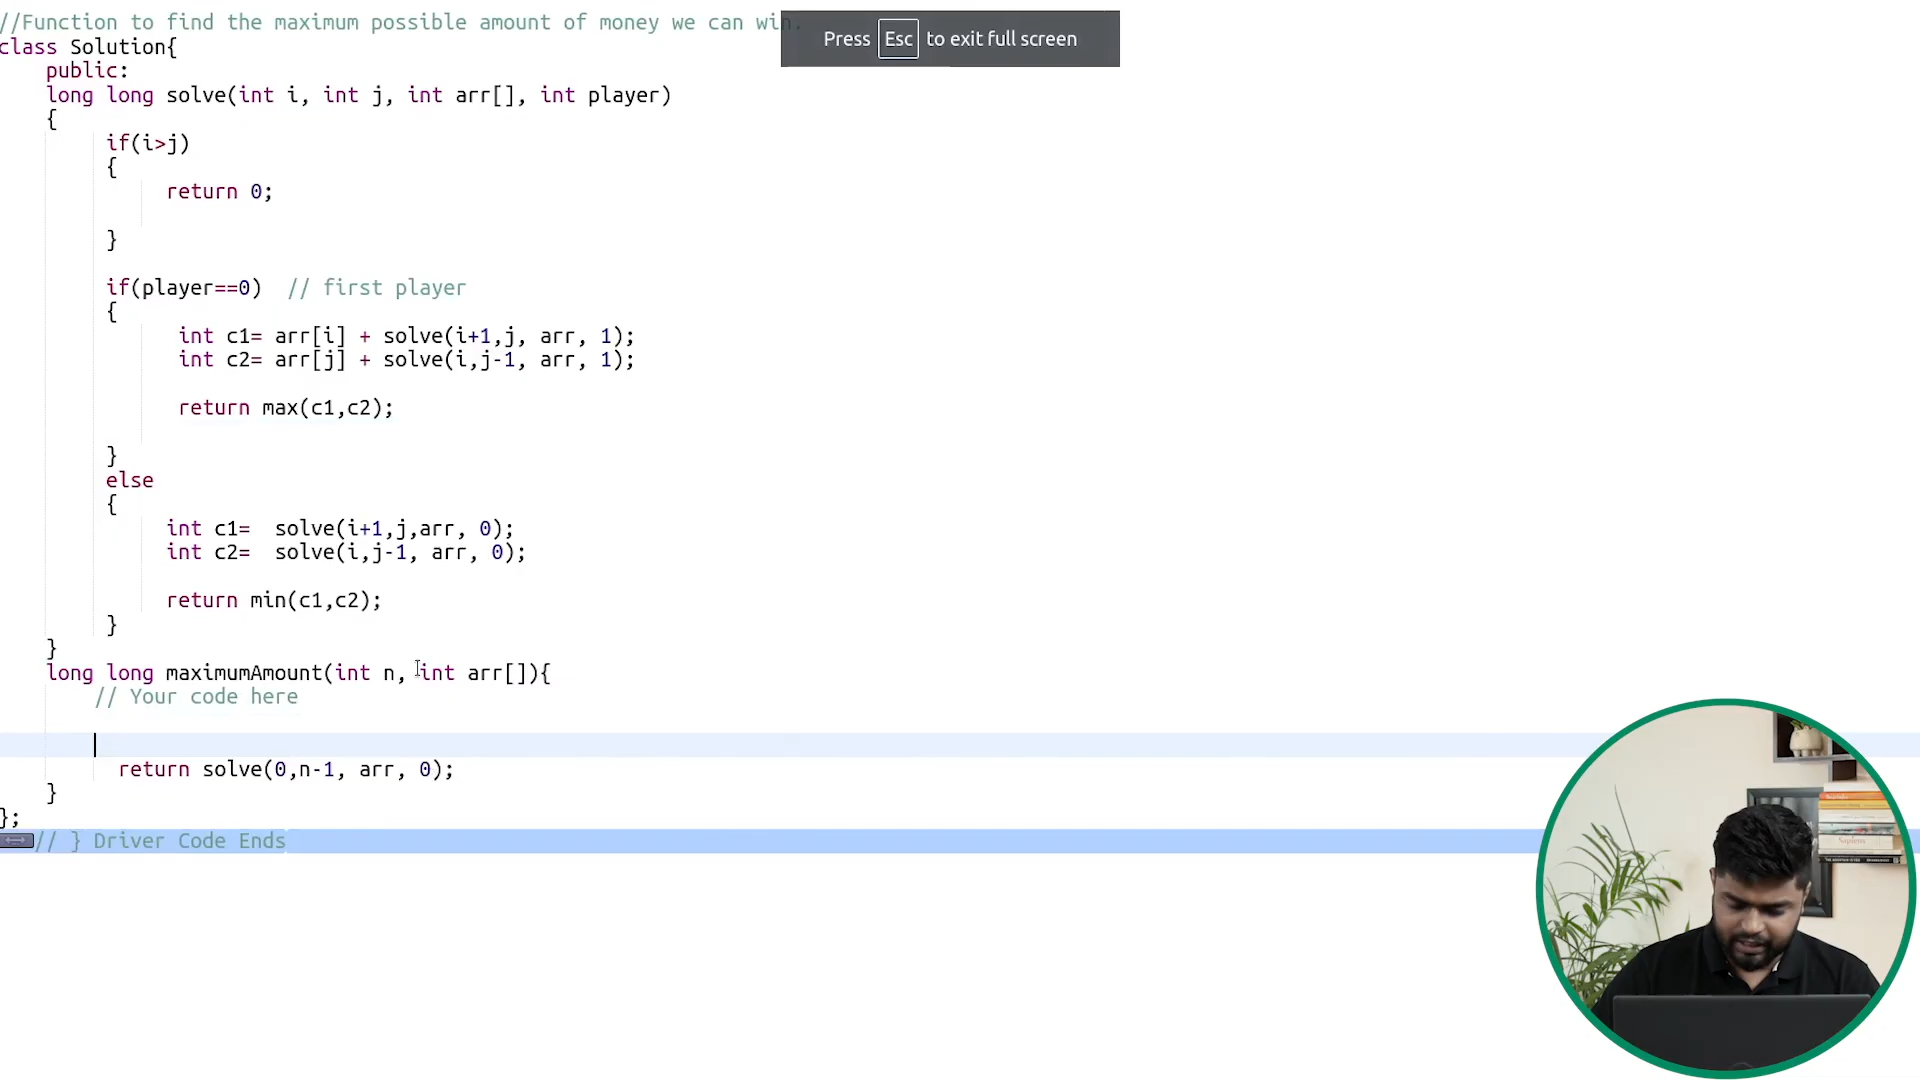 //Function to find the maximum possible amount of money we can win.
Press Esc to exit full screen
class Solution{
public:
long long solve(int i, int j, int arr[], int player)
{
if(i>j)
{
return 0;
}
if(player==0)  // first player
{
int c1= arr[i] + solve(i+1,j, arr, 1);
int c2= arr[j] + solve(i,j-1, arr, 1);
return max(c1,c2);
}
else
{
int c1=  solve(i+1,j,arr, 0);
int c2=  solve(i,j-1, arr, 0);
return min(c1,c2);
}
}
long long maximumAmount(int n, int arr[]){
// Your code here
return solve(0,n-1, arr, 0);
}
};
// } Driver Code Ends